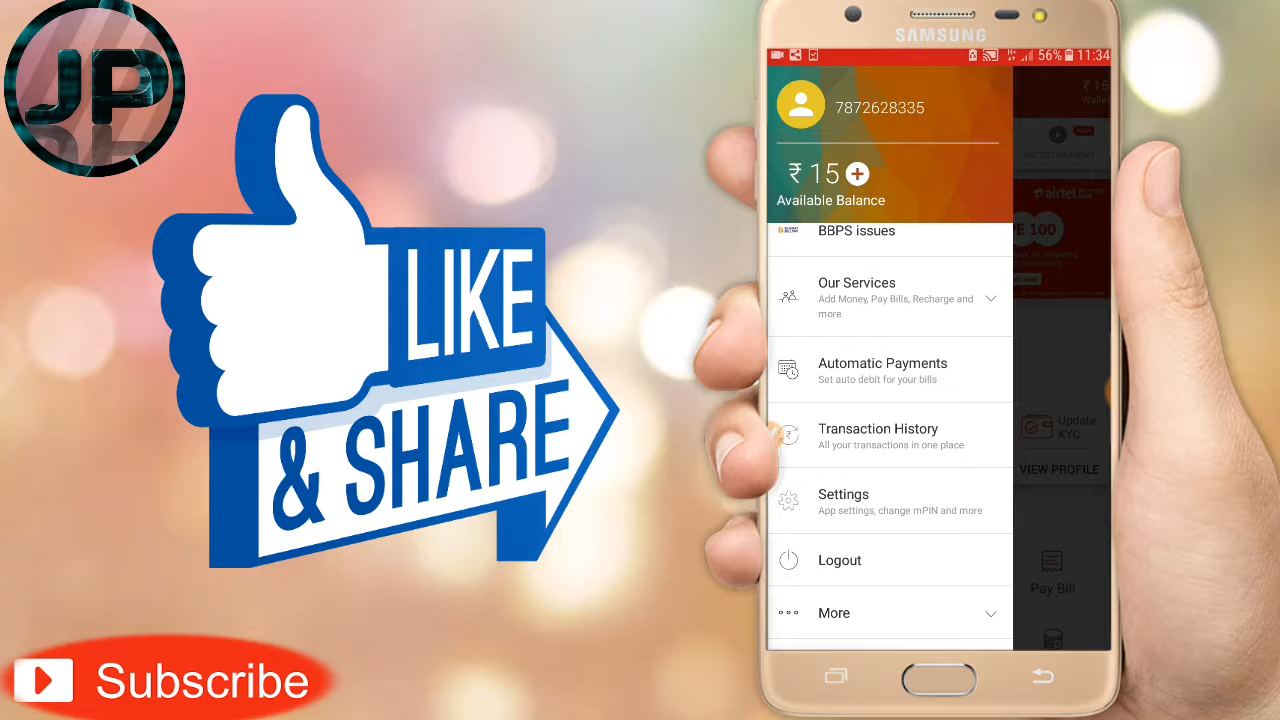 JP
LIKE
& SHARE
Subscribe
SAMSUNG
56% 11:34
7872628335
₹ 15
Available Balance
BBPS issues
Our Services
Add Money, Pay Bills, Recharge and
more
Automatic Payments
Set auto debit for your bills
Transaction History
All your transactions in one place
Settings
App settings, change mPIN and more
Logout
More
₹ 15
airtel
100
Update
KYC
VIEW PROFILE
Pay Bill